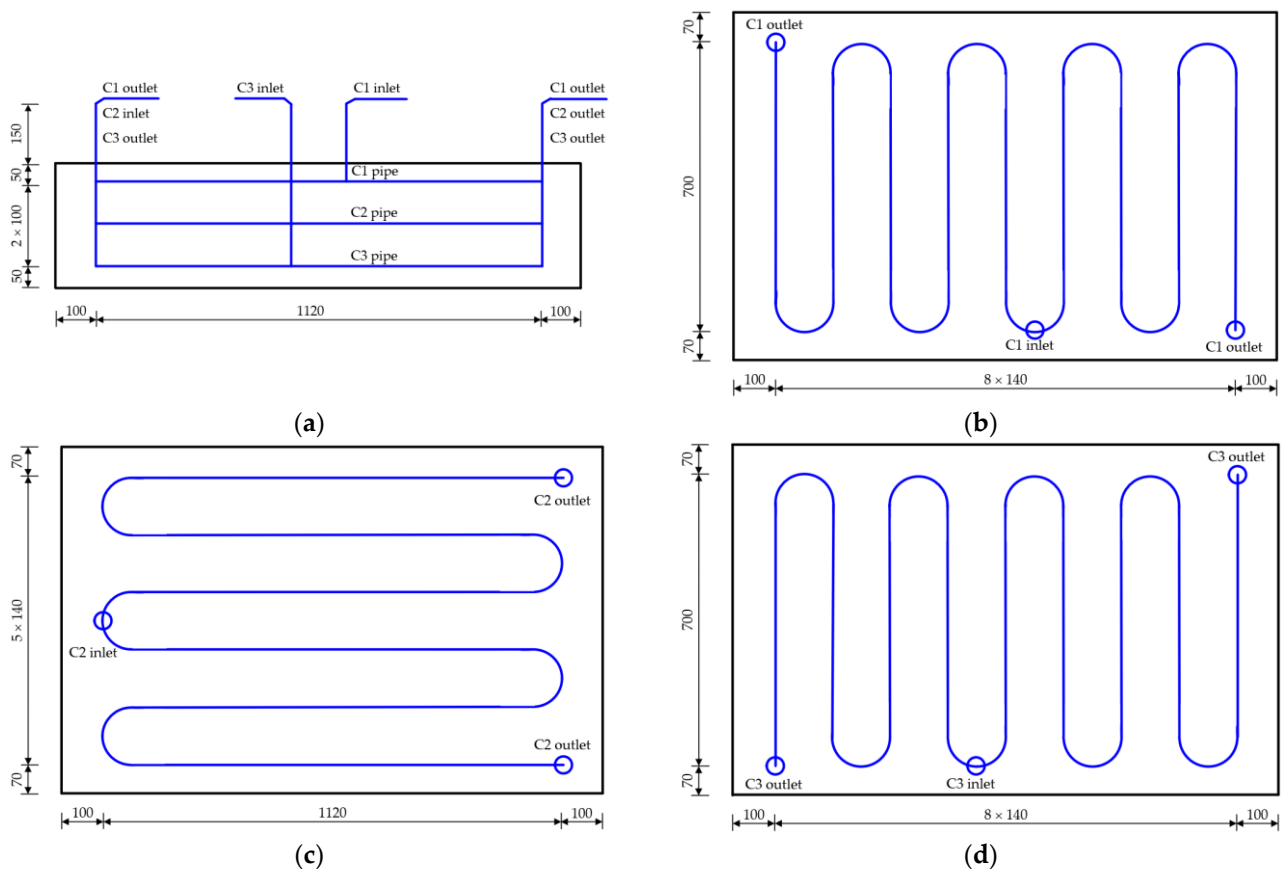 C1 outlet
C3 inlet
C1 inlet
C1 outlet
C2 inlet
C2 outlet
C3 outlet
C3 outlet
150
50
2 × 100
50
C1 pipe
C2 pipe
C3 pipe
100
1120
100
(a)
70
700
70
C1 outlet
C1 inlet
C1 outlet
100
8 × 140
100
(b)
70
5 × 140
70
C2 outlet
C2 inlet
C2 outlet
100
1120
100
(c)
70
700
70
C3 outlet
C3 outlet
C3 inlet
100
8 × 140
100
(d)